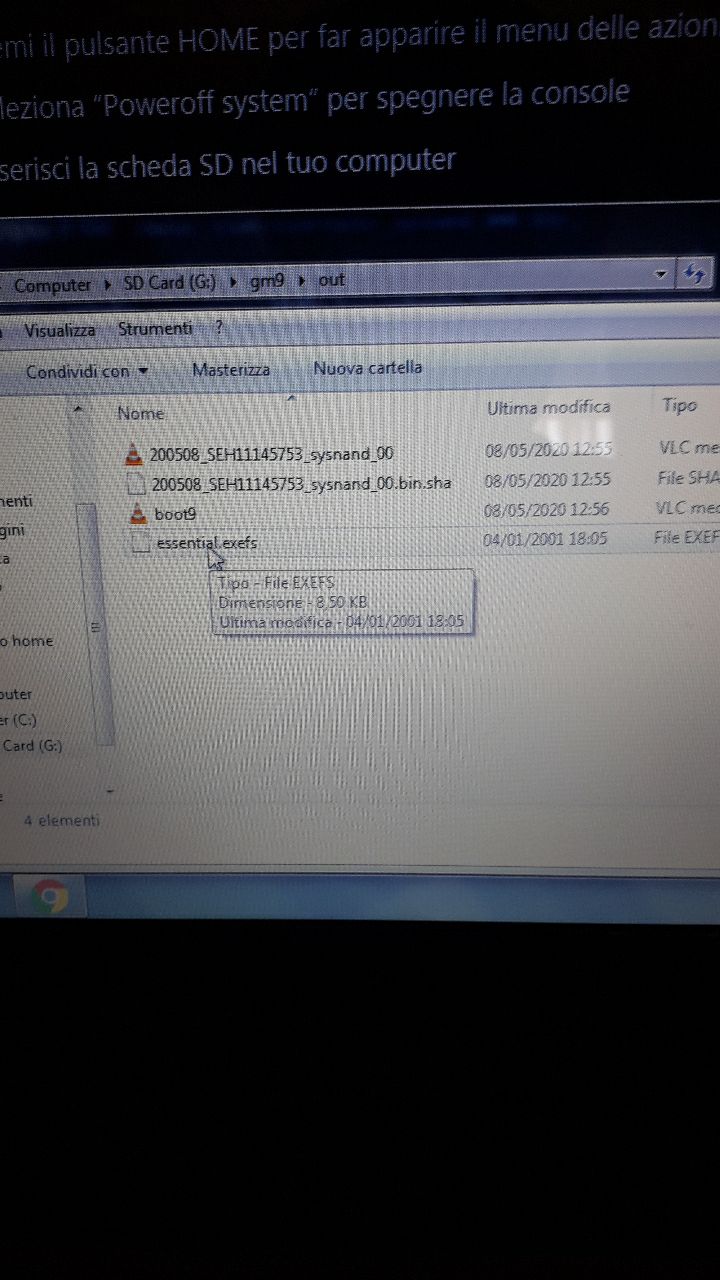 emi il pulsante HOME per far apparire il menu delle azion
leziona "Poweroff system" per spegnere la console
serisci la scheda SD nel tuo computer
Computer SD Card (G:) gm9 out
Visualizza Strumenti ?
Condividi con Masterizza Nuova cartella
Nome Ultima modifica Tipo
200508_SEH11145753_sysnand_00 08/05/2020 12:55 VLC me
200508_SEH11145753_sysnand_00.bin.sha 08/05/2020 12:55 File SHA
boot9 08/05/2020 12:56 VLC med
essential.exefs 04/01/2001 18:05 File EXEF
Tipo - File EXEFS
Dimensione - 8,50 KB
Ultima modifica - 04/01/2001 18:05
menti
gini
a
o home
puter
er (C:)
Card (G:)
e
4 elementi